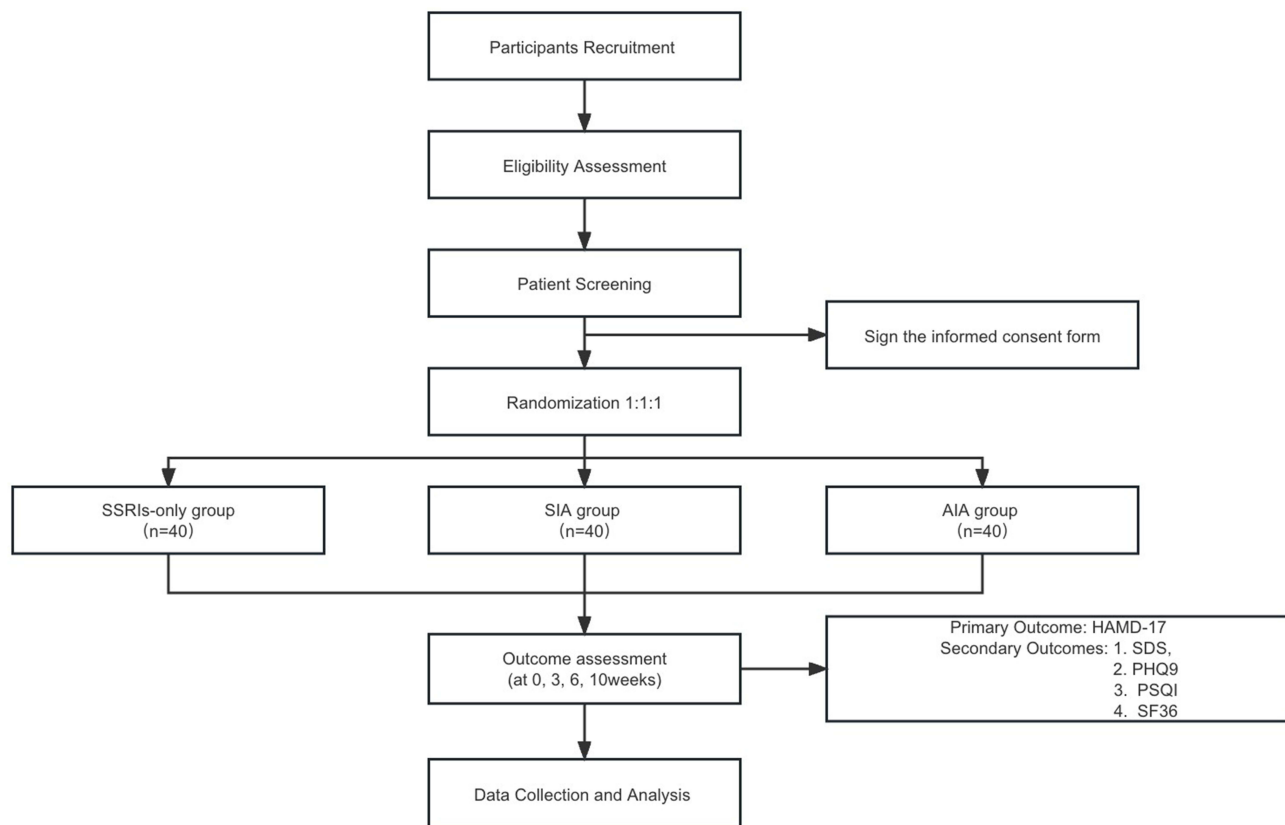 Participants Recruitment
Eligibility Assessment
Patient Screening
Sign the informed consent form
Randomization 1:1:1
SSRIs-only group
(n=40)
SIA group
(n=40)
AIA group
(n=40)
Outcome assessment
(at 0, 3, 6, 10weeks)
Primary Outcome: HAMD-17
Secondary Outcomes: 1. SDS,
2. PHQ9
3. PSQI
4. SF36
Data Collection and Analysis